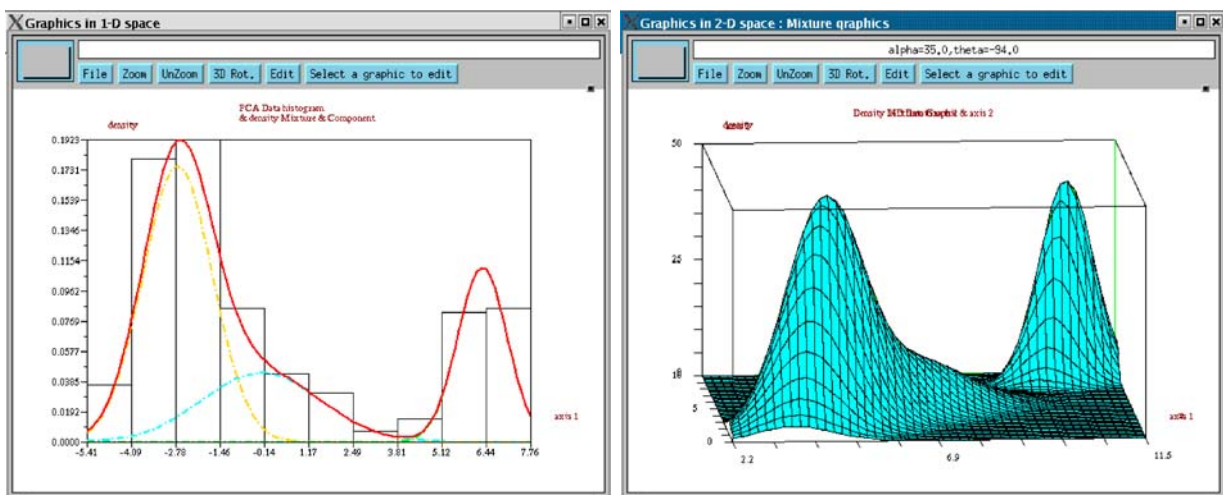 Graphics in 1-D space
File Zoom UnZoom 3D Rot. Edit Select a graphic to edit
PCA Data histogram
& density Mixture & Component
density
0.1923
0.1731
0.1539
0.1346
0.1154
0.0962
0.0769
0.0577
0.0385
0.0192
0.0000
-5.41 -4.09 -2.78 -1.46 -0.14 1.17 2.49 3.81 5.12 6.44 7.76
axis 1
Graphics in 2-D space : Mixture graphics
alpha=35.0,theta=-94.0
File Zoom UnZoom 3D Rot. Edit Select a graphic to edit
Density & axis 2
density
50
25
5
0
2.2 6.9 11.5
1